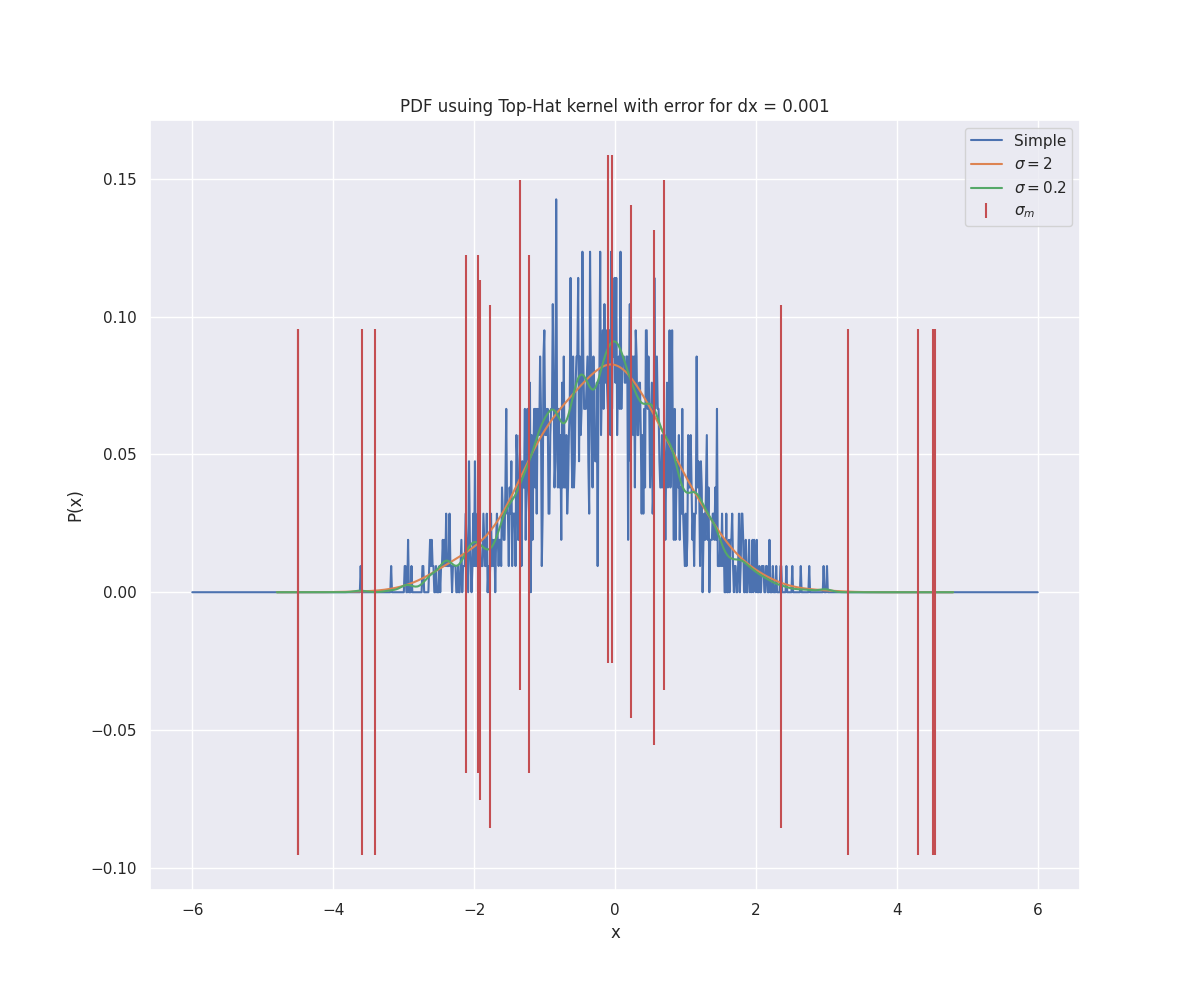 PDF usuing Top-Hat kernel with error for dx = 0.001
Simple
σ = 2
σ = 0.2
σm
0.15
0.10
0.05
0.00
−0.05
−0.10
P(x)
−6
−4
−2
0
2
4
6
x